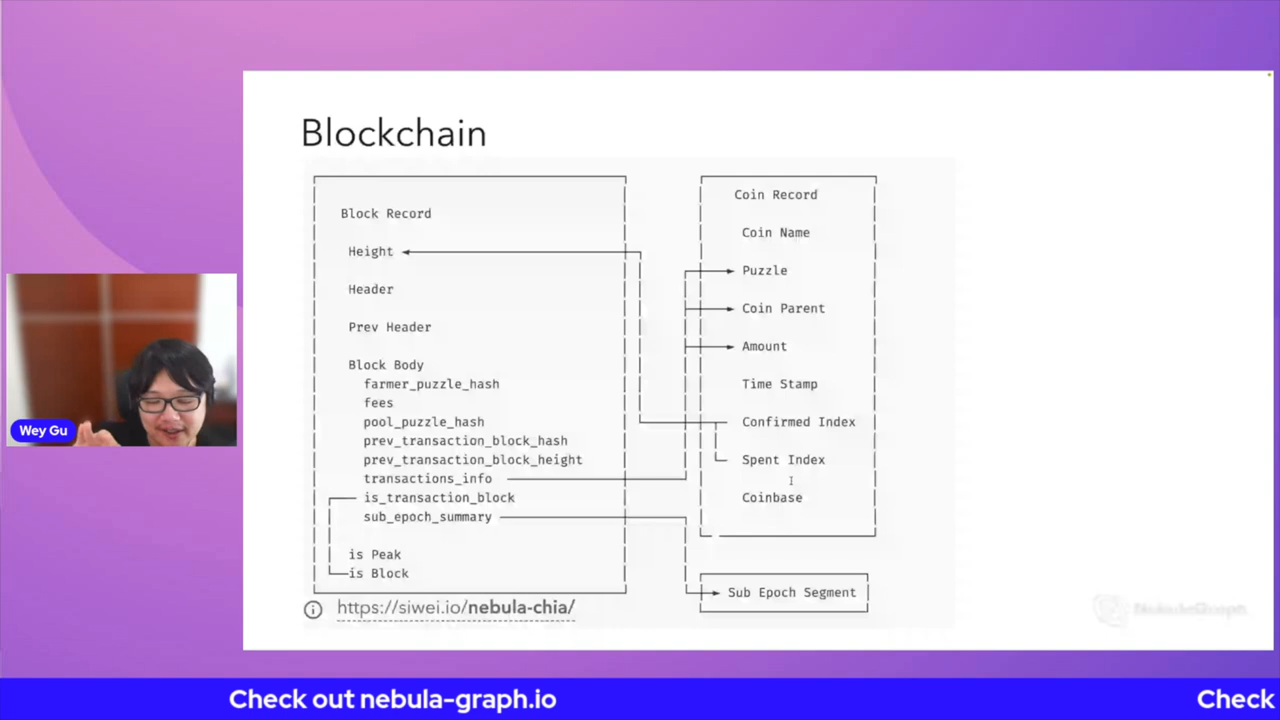 Blockchain
Block Record
Height
Header
Prev Header
Block Body
farmer_puzzle_hash
fees
pool_puzzle_hash
prev_transaction_block_hash
prev_transaction_block_height
transactions_info
is_transaction_block
sub_epoch_summary
is Peak
is Block
Coin Record
Coin Name
Puzzle
Coin Parent
Amount
Time Stamp
Confirmed Index
Spent Index
Coinbase
Sub Epoch Segment
https://siwei.io/nebula-chia/
Wey Gu
Check out nebula-graph.io
Check